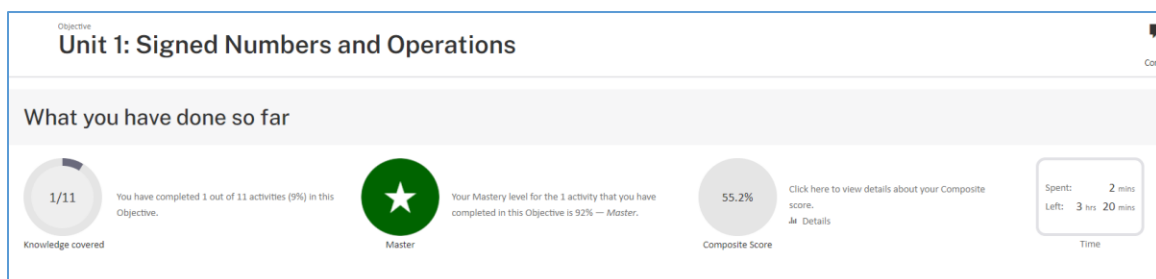 Objective
Unit 1: Signed Numbers and Operations
What you have done so far
1/11
Knowledge covered
You have completed 1 out of 11 activities (9%) in this
Objective.
Master
Your Mastery level for the 1 activity that you have
completed in this Objective is 92% — Master.
55.2%
Composite Score
Click here to view details about your Composite
score.
Details
Spent: 2 mins
Left: 3 hrs 20 mins
Time